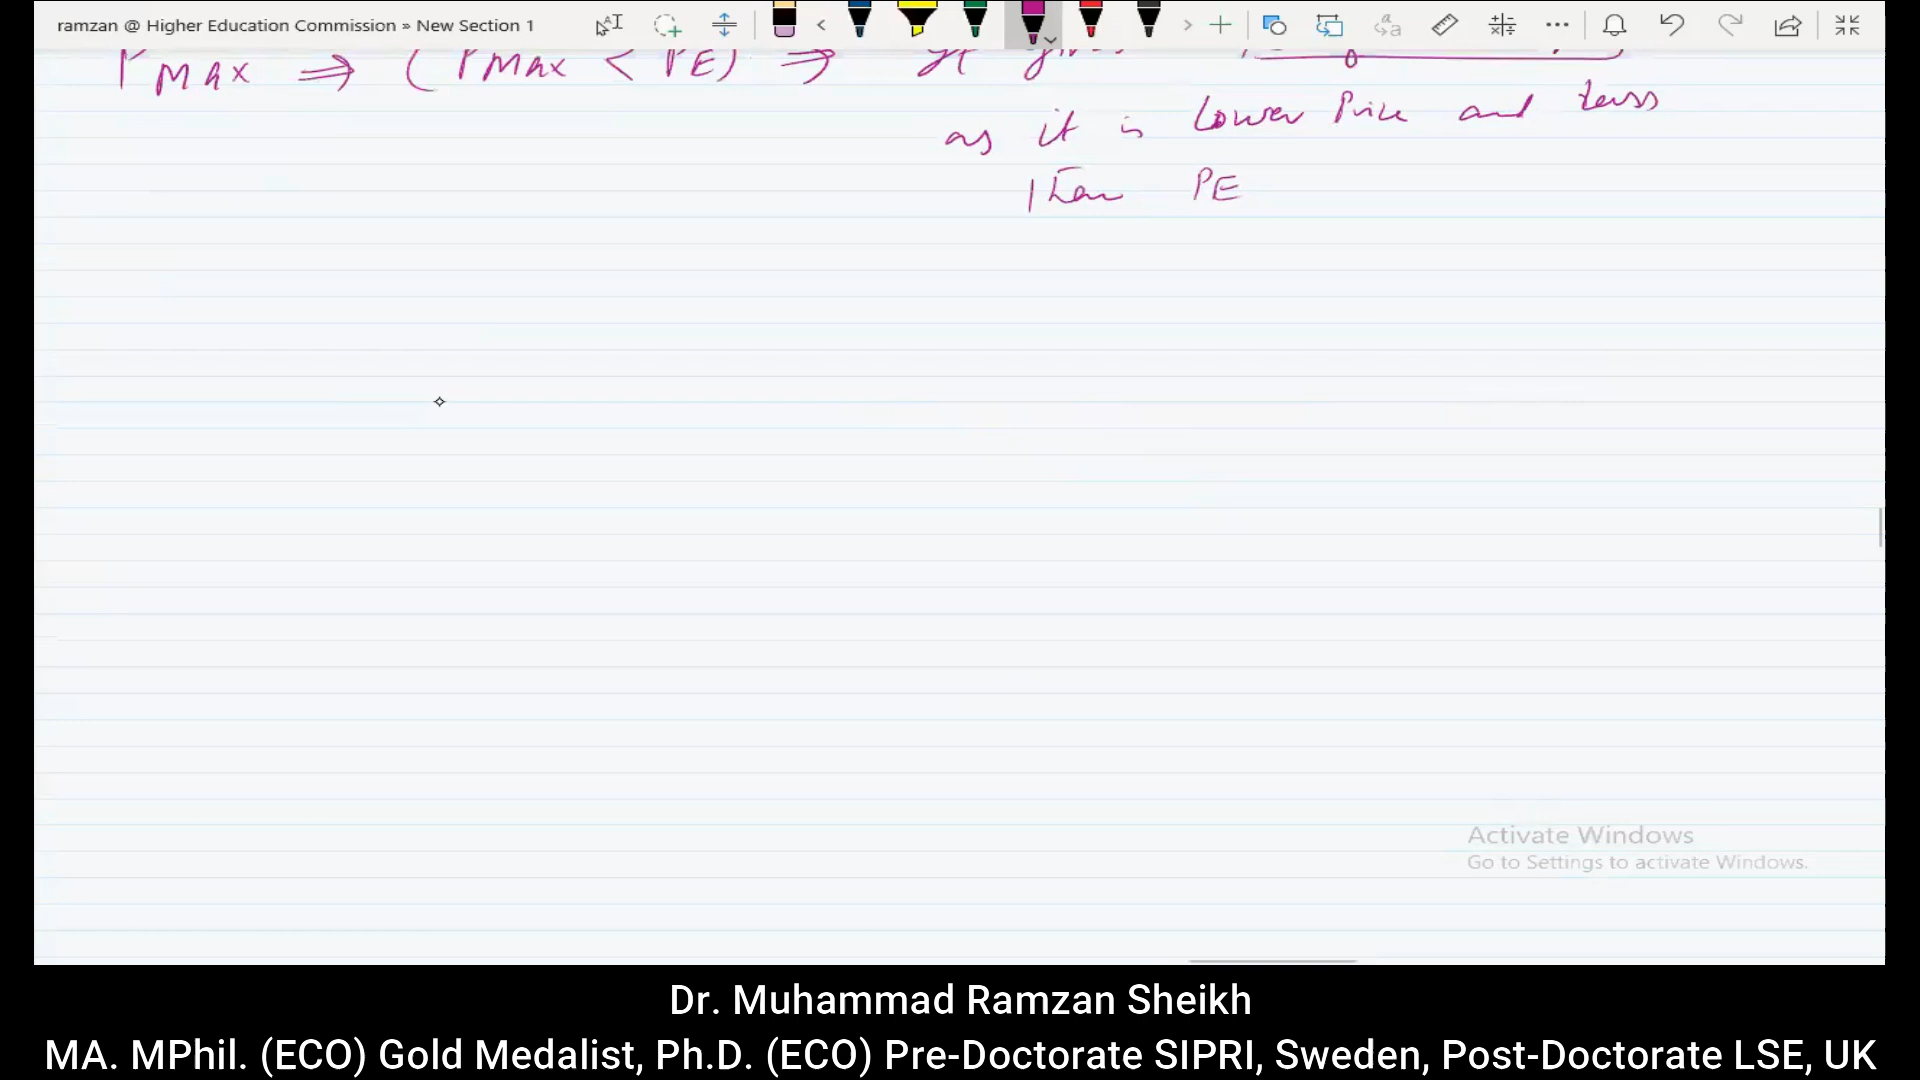 ramzan @ Higher Education Commission » New Section 1
PMax ⇒ (PMax < PE) ⇒ It gives
as it is Lower Price and less
than PE
Activate Windows
Go to Settings to activate Windows.
Dr. Muhammad Ramzan Sheikh
MA. MPhil. (ECO) Gold Medalist, Ph.D. (ECO) Pre-Doctorate SIPRI, Sweden, Post-Doctorate LSE, UK